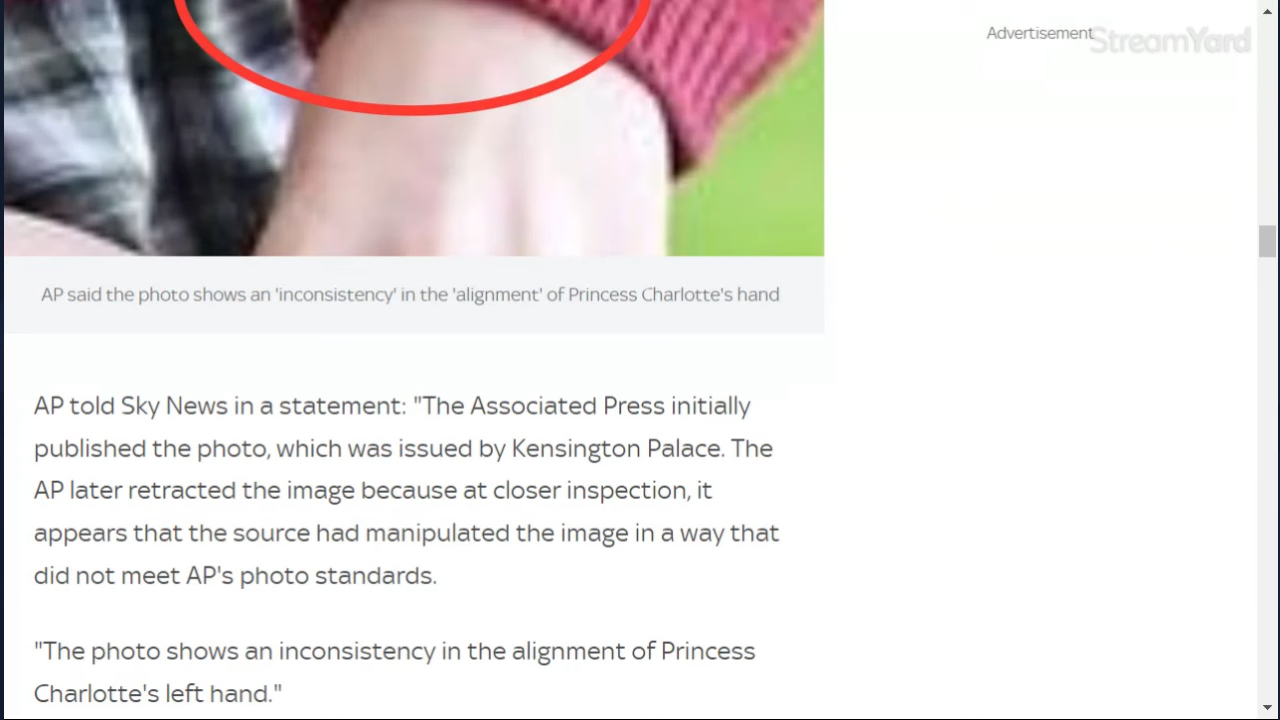 Advertisement
StreamYard
AP said the photo shows an 'inconsistency' in the 'alignment' of Princess Charlotte's hand
AP told Sky News in a statement: "The Associated Press initially
published the photo, which was issued by Kensington Palace. The
AP later retracted the image because at closer inspection, it
appears that the source had manipulated the image in a way that
did not meet AP's photo standards.
"The photo shows an inconsistency in the alignment of Princess
Charlotte's left hand."